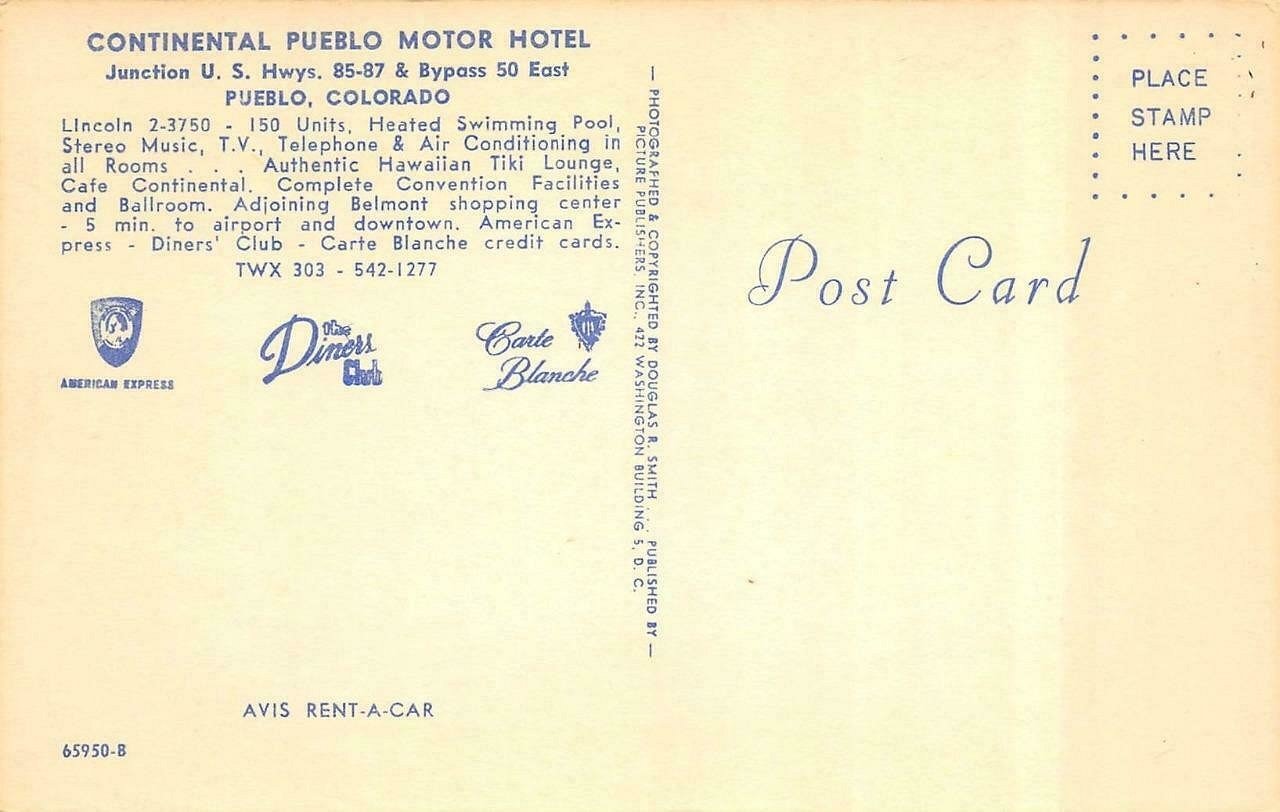 CONTINENTAL PUEBLO MOTOR HOTEL
Junction U. S. Hwys. 85-87 & Bypass 50 East
PUEBLO, COLORADO
LIncoln 2-3750 - 150 Units, Heated Swimming Pool,
Stereo Music, T.V., Telephone & Air Conditioning in
all Rooms . . . Authentic Hawaiian Tiki Lounge,
Cafe Continental. Complete Convention Facilities
and Ballroom. Adjoining Belmont shopping center
- 5 min. to airport and downtown. American Ex-
press - Diners' Club - Carte Blanche credit cards.
TWX 303 - 542-1277
AMERICAN EXPRESS
the
Diners
Club
Carte
Blanche
AVIS RENT-A-CAR
65950-B
— PHOTOGRAPHED & COPYRIGHTED BY DOUGLAS R. SMITH . . . PUBLISHED BY —
PICTURE PUBLISHERS, INC., 422 WASHINGTON BUILDING 5, D. C.
Post Card
PLACE
STAMP
HERE